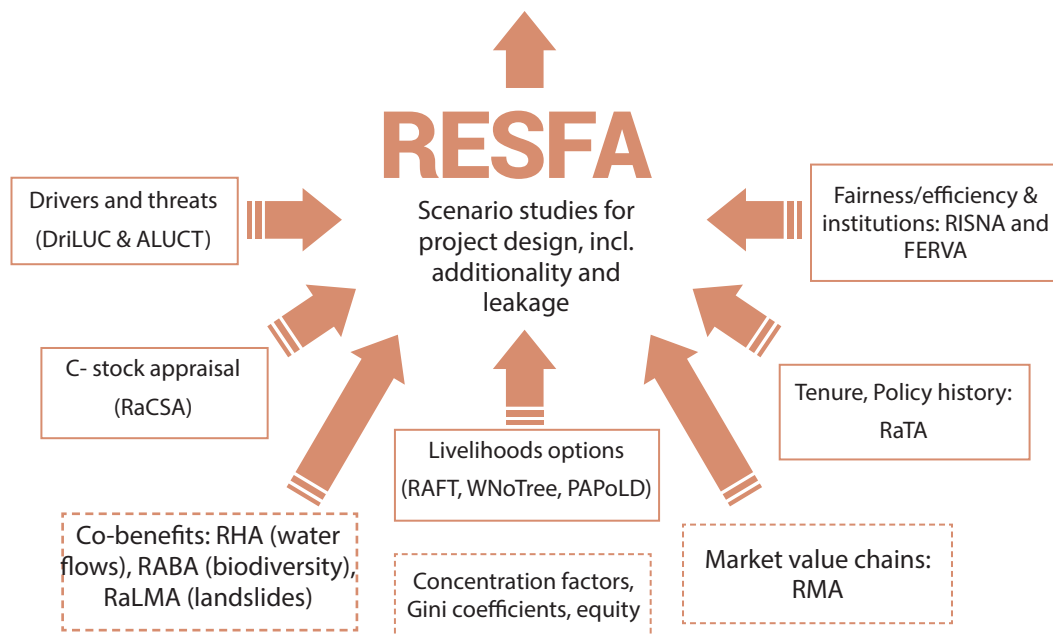 RESFA
Scenario studies for
project design, incl.
additionality and
leakage
Drivers and threats
(DriLUC & ALUCT)
Fairness/efficiency &
institutions: RISNA and
FERVA
C- stock appraisal
(RaCSA)
Tenure, Policy history:
RaTA
Livelihoods options
(RAFT, WNoTree, PAPoLD)
Co-benefits: RHA (water
flows), RABA (biodiversity),
RaLMA (landslides)
Concentration factors,
Gini coefficients, equity
Market value chains:
RMA